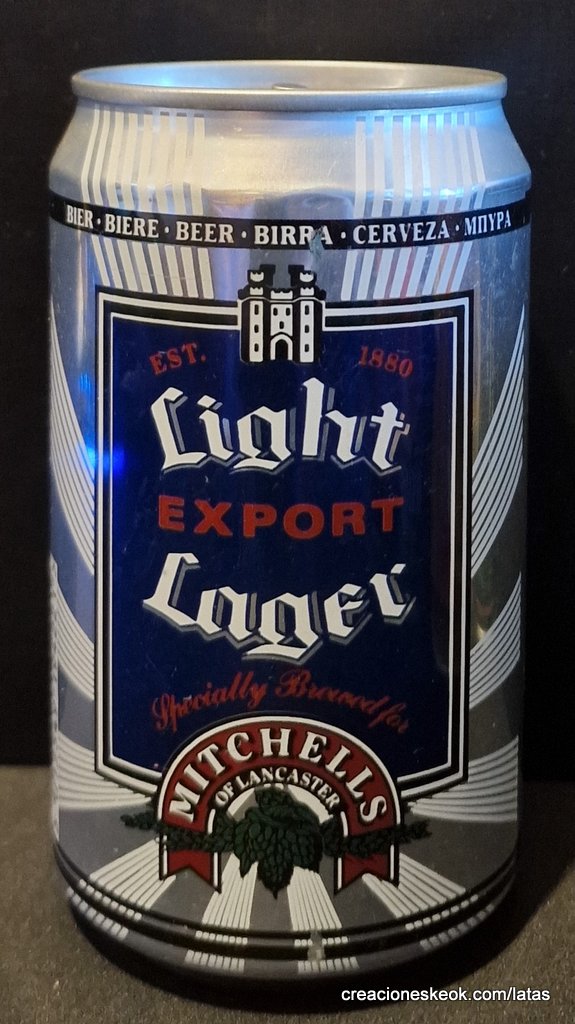 BIER · BIERE · BEER · BIRRA · CERVEZA · ΜΠΥΡΑ
EST. 1880
Light
EXPORT
Lager
Specially Brewed for
MITCHELLS
OF LANCASTER
creacioneskeok.com/latas